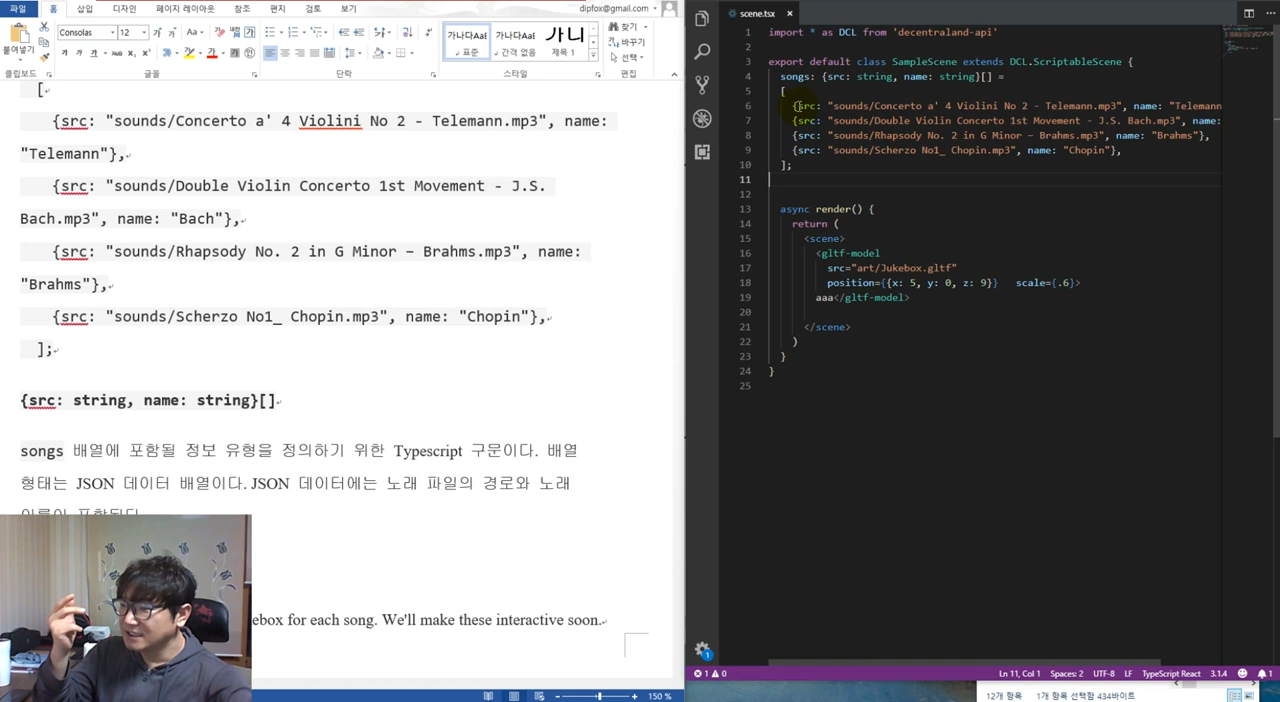 파일 홈 삽입 디자인 페이지 레이아웃 참조 편지 검토 보기 dipfox@gmail.com
Consolas 12
붙여넣기
가나다AaB 가나다AaB 가나
표준 간격 없음 제목 1
찾기
바꾸기
선택
클립보드 글꼴 단락 스타일 편집
[
{src: "sounds/Concerto a' 4 Violini No 2 - Telemann.mp3", name:
"Telemann"},
{src: "sounds/Double Violin Concerto 1st Movement - J.S.
Bach.mp3", name: "Bach"},
{src: "sounds/Rhapsody No. 2 in G Minor – Brahms.mp3", name:
"Brahms"},
{src: "sounds/Scherzo No1_ Chopin.mp3", name: "Chopin"},
];
{src: string, name: string}[]
songs 배열에 포함될 정보 유형을 정의하기 위한 Typescript 구문이다. 배열
형태는 JSON 데이터 배열이다. JSON 데이터에는 노래 파일의 경로와 노래
이름이 포함된다
ebox for each song. We'll make these interactive soon.
150 %
scene.tsx
1 import * as DCL from 'decentraland-api'
2
3 export default class SampleScene extends DCL.ScriptableScene {
4 songs: {src: string, name: string}[] =
5 [
6 {src: "sounds/Concerto a' 4 Violini No 2 - Telemann.mp3", name: "Telemann
7 {src: "sounds/Double Violin Concerto 1st Movement - J.S. Bach.mp3", name:
8 {src: "sounds/Rhapsody No. 2 in G Minor – Brahms.mp3", name: "Brahms"},
9 {src: "sounds/Scherzo No1_ Chopin.mp3", name: "Chopin"},
10 ];
11
12
13 async render() {
14 return (
15 <scene>
16 <gltf-model
17 src="art/Jukebox.gltf"
18 position={{x: 5, y: 0, z: 9}} scale={.6}>
19 aaa</gltf-model>
20
21 </scene>
22 )
23 }
24 }
25
1 0 Ln 11, Col 1 Spaces: 2 UTF-8 LF TypeScript React 3.1.4 1
12개 항목 1개 항목 선택함 434바이트